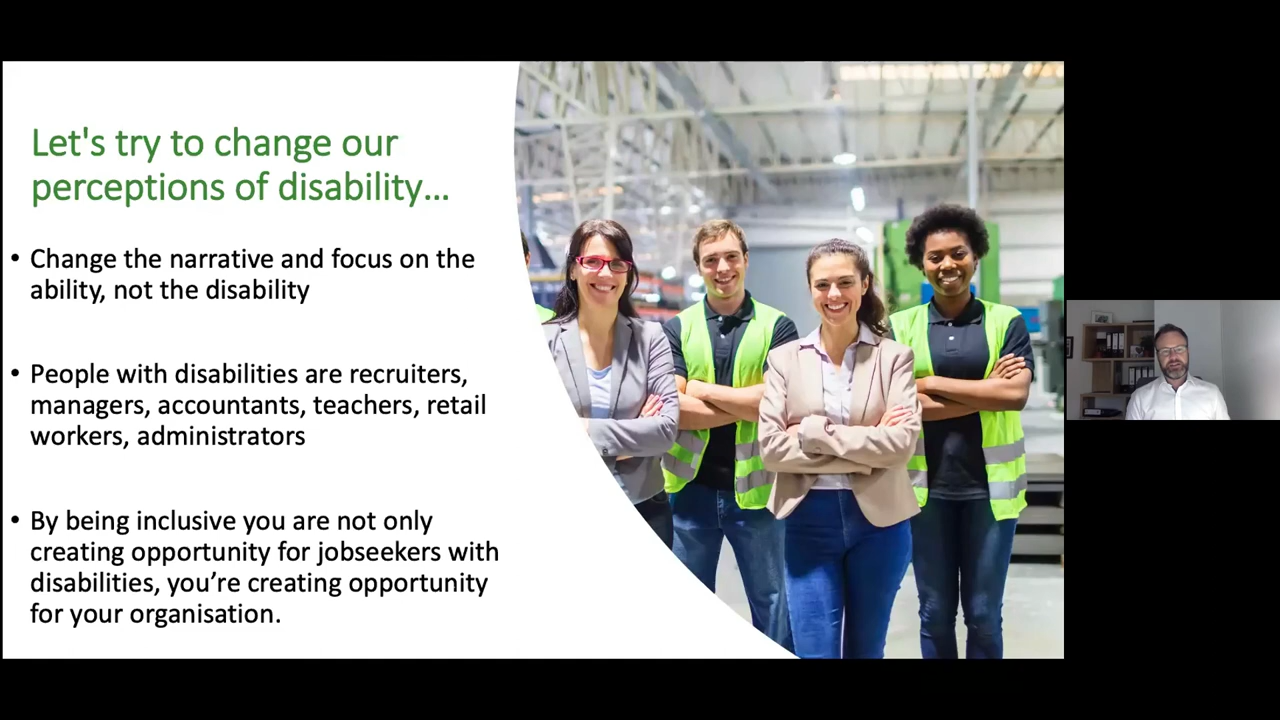 Let's try to change our
perceptions of disability...
• Change the narrative and focus on the
ability, not the disability
• People with disabilities are recruiters,
managers, accountants, teachers, retail
workers, administrators
• By being inclusive you are not only
creating opportunity for jobseekers with
disabilities, you’re creating opportunity
for your organisation.